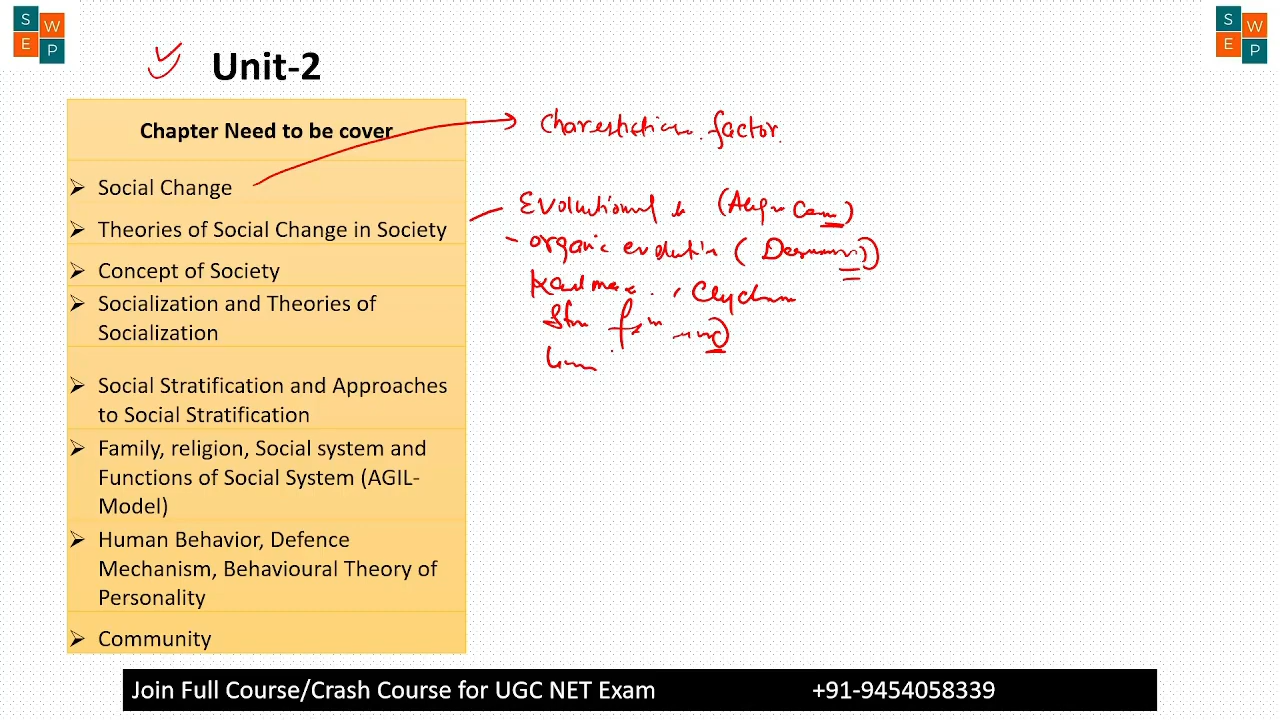 S W
E P
S W
E P
Unit-2
Chapter Need to be cover
factor.
➤ Social Change
➤ Theories of Social Change in Society
➤ Concept of Society
➤ Socialization and Theories of
Socialization
➤ Social Stratification and Approaches
to Social Stratification
➤ Family, religion, Social system and
Functions of Social System (AGIL-
Model)
➤ Human Behavior, Defence
Mechanism, Behavioural Theory of
Personality
➤ Community
organic
Join Full Course/Crash Course for UGC NET Exam +91-9454058339